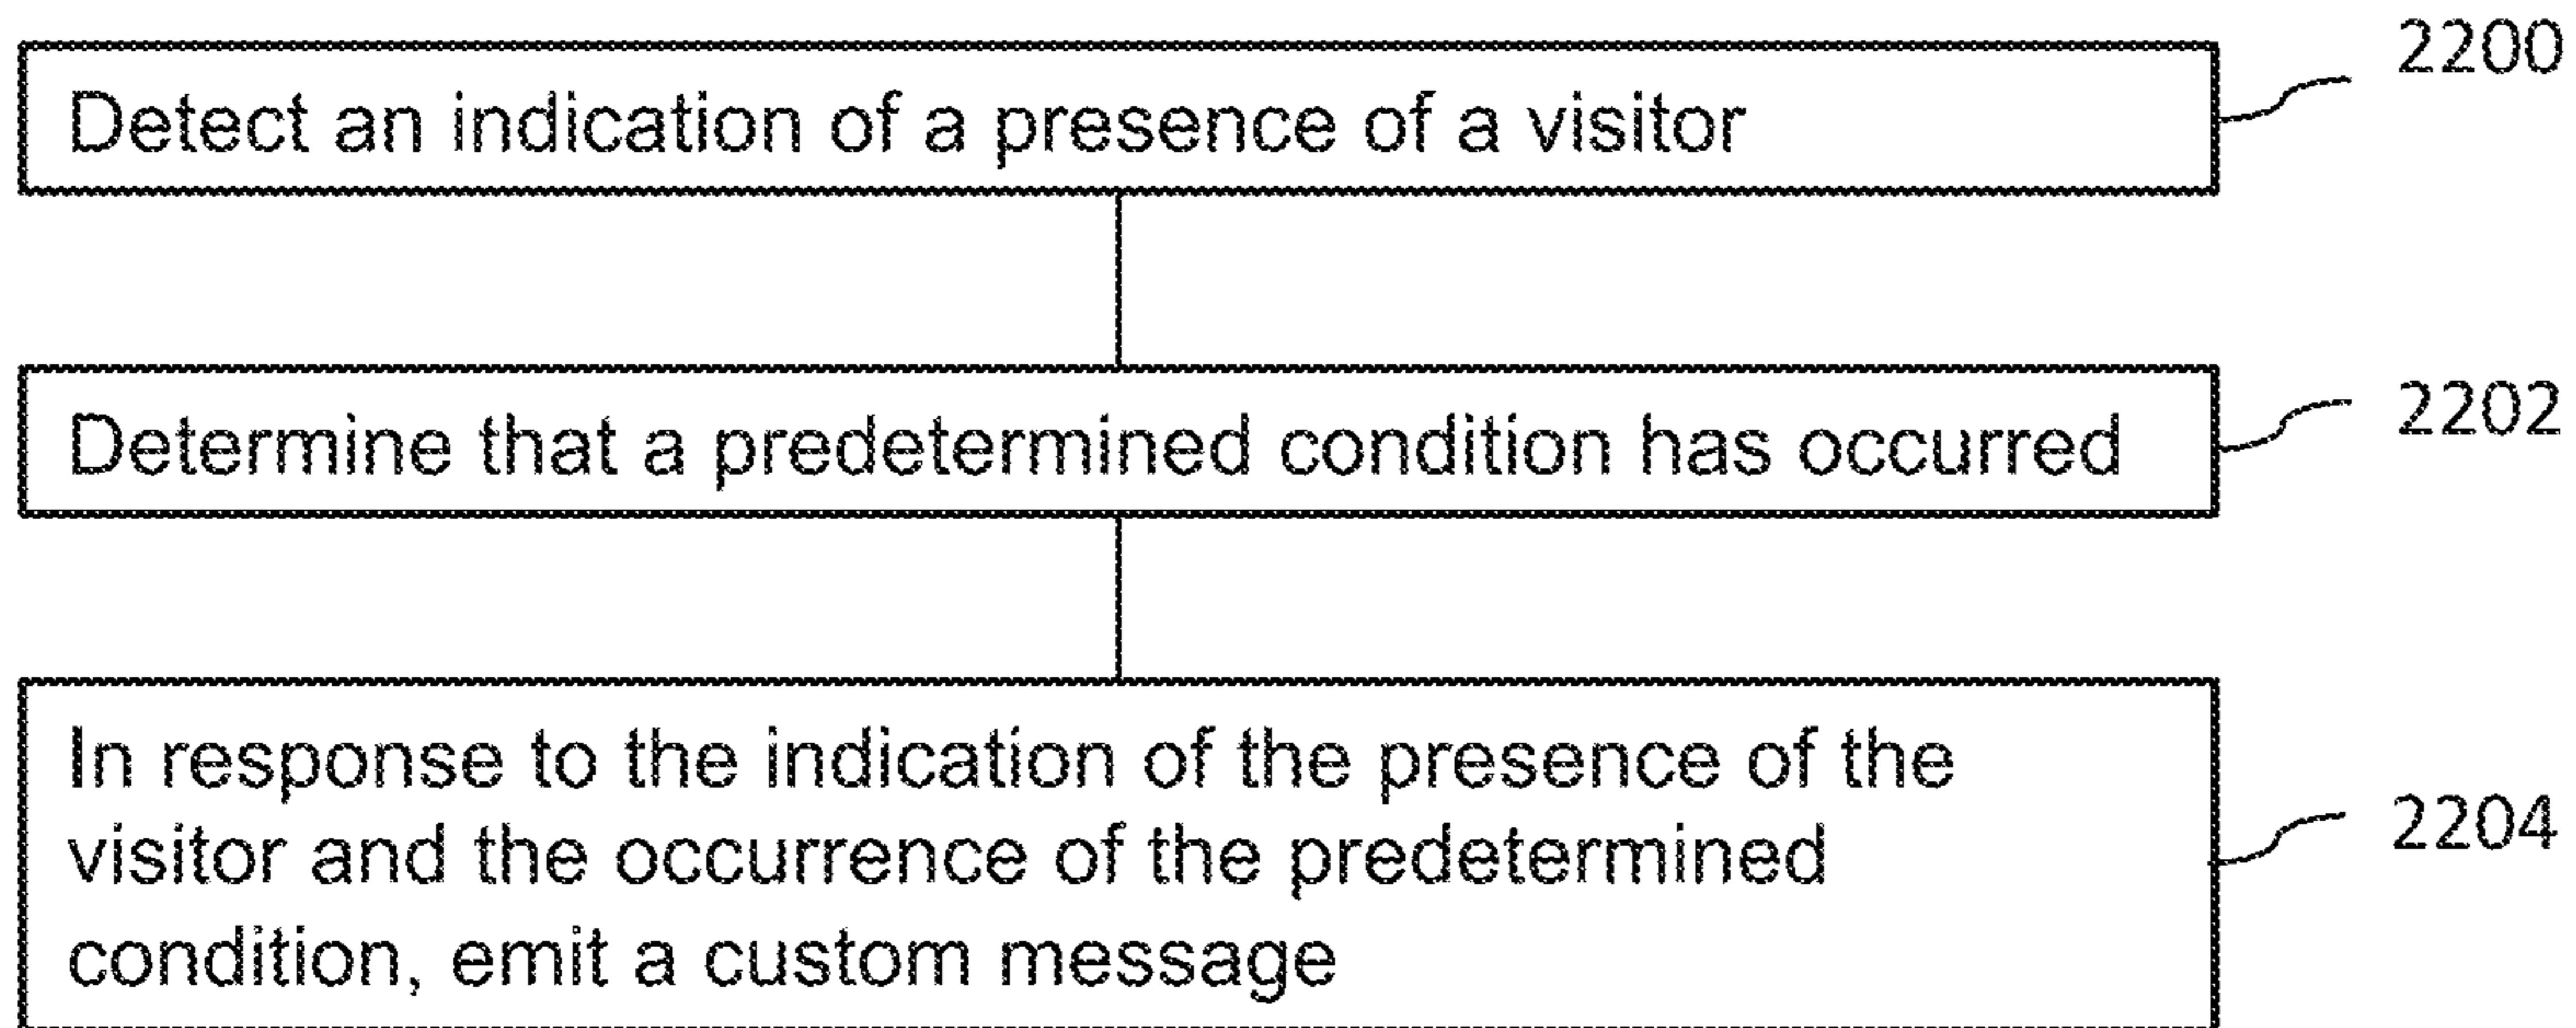 2200
Detect an indication of a presence of a visitor
2202
Determine that a predetermined condition has occurred
In response to the indication of the presence of the
visitor and the occurrence of the predetermined
2204
condition, emit a custom message